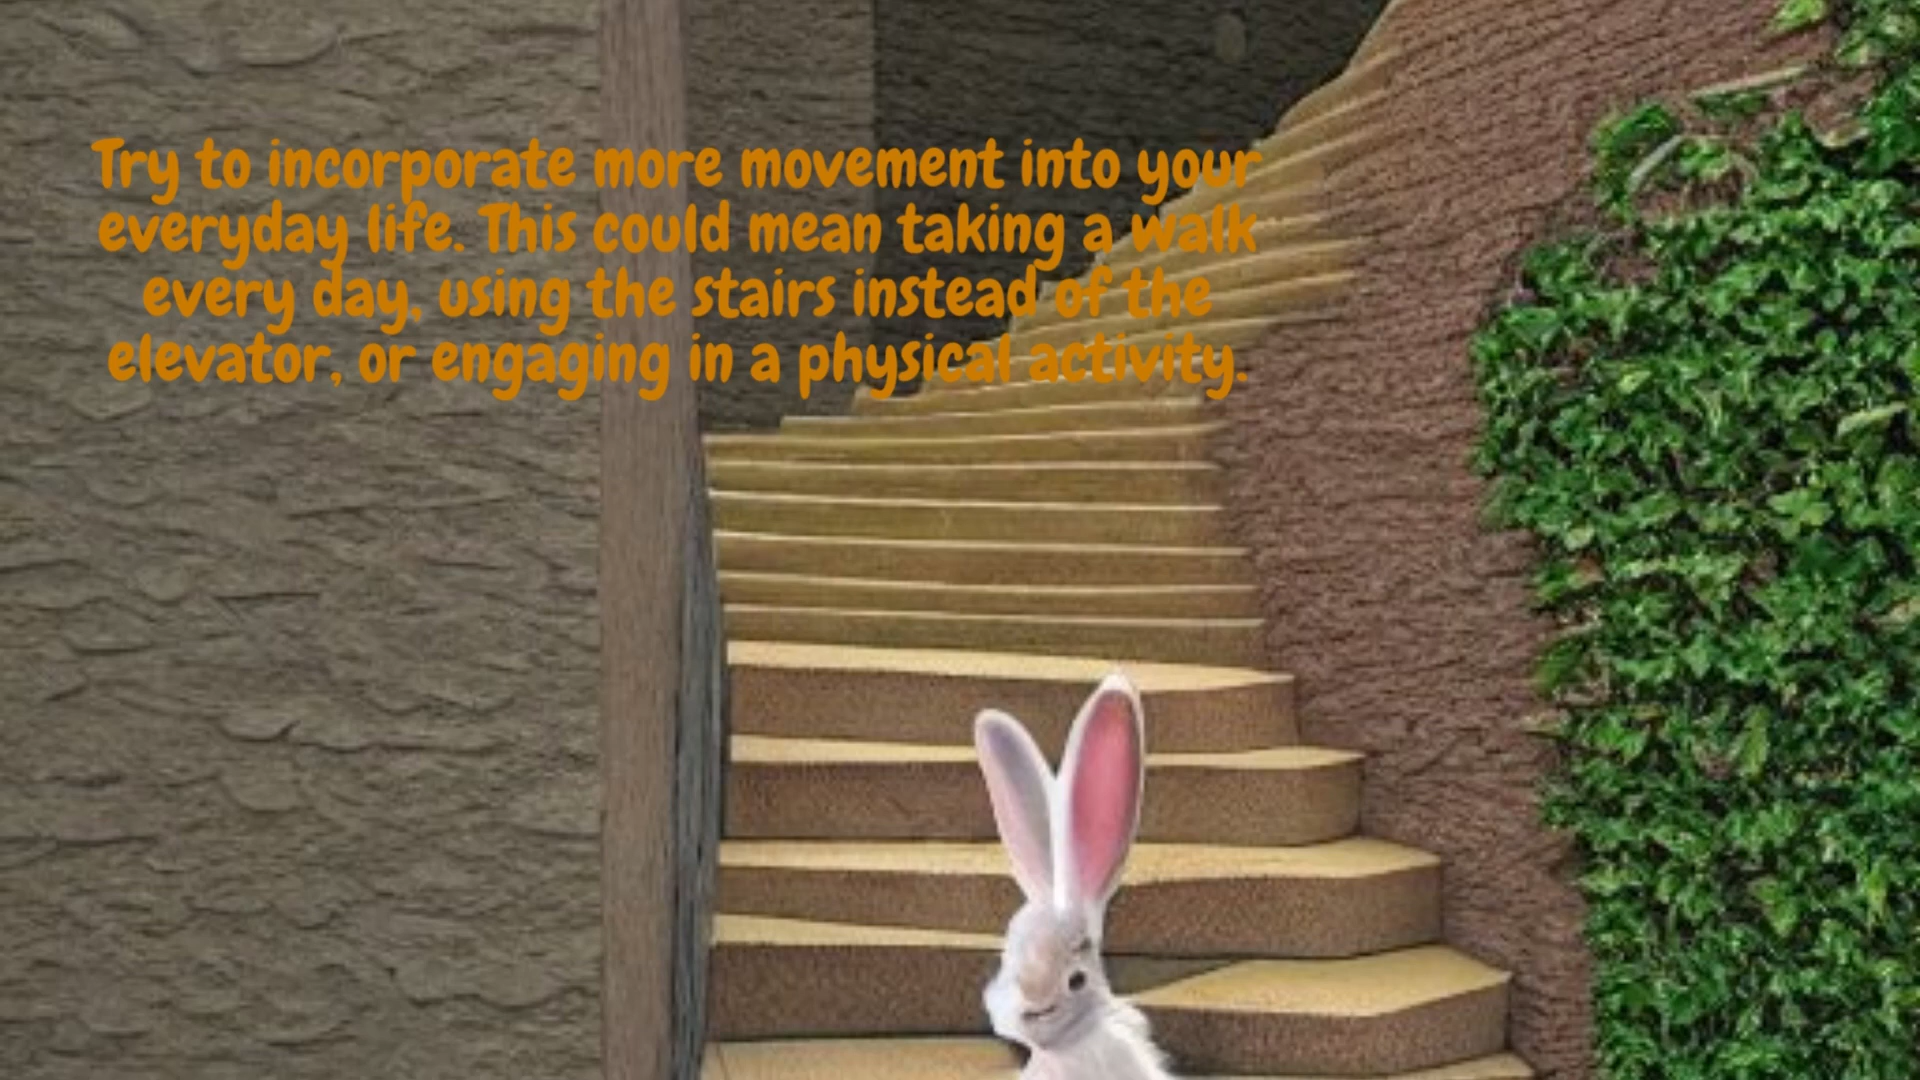 Try to incorporate more movement into your
everyday life. This could mean taking a walk
every day, using the stairs instead of the
elevator, or engaging in a physical activity.